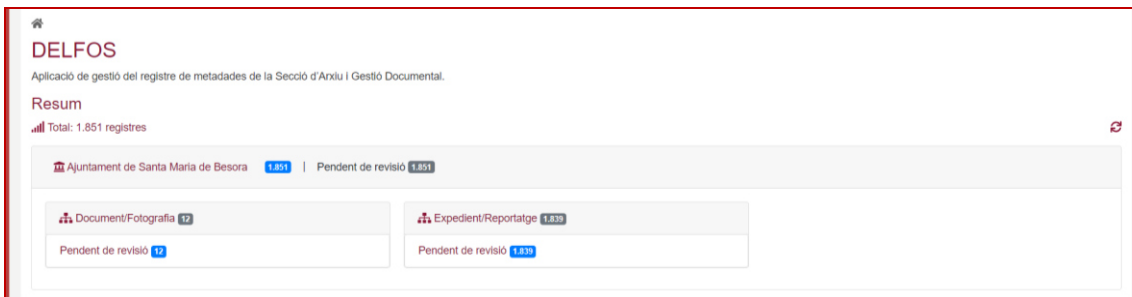 DELFOS
Aplicació de gestió del registre de metadades de la Secció d'Arxiu i Gestió Documental.
Resum
Total: 1.851 registres
Ajuntament de Santa Maria de Besora 1.851 | Pendent de revisió 1.851
Document/Fotografia 12
Expedient/Reportatge 1.839
Pendent de revisió 12
Pendent de revisió 1.839